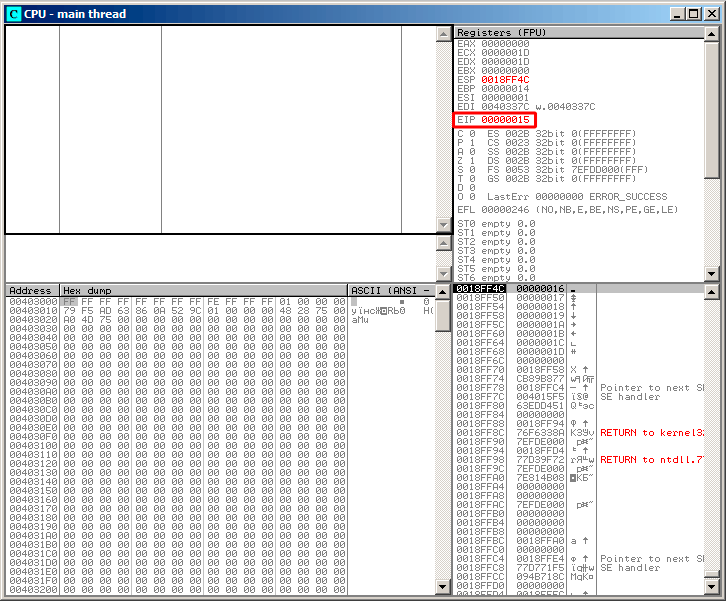 C CPU - main thread
Registers (FPU)
EAX 00000000
ECX 0000001D
EDX 0000001D
EBX 00000000
ESP 0018FF4C
EBP 00000014
ESI 00000001
EDI 0040337C w.0040337C
EIP 00000015
C 0 ES 002B 32bit 0(FFFFFFFF)
P 1 CS 0023 32bit 0(FFFFFFFF)
A 0 SS 002B 32bit 0(FFFFFFFF)
Z 1 DS 002B 32bit 0(FFFFFFFF)
S 0 FS 0053 32bit 7EFDD000(FFF)
T 0 GS 002B 32bit 0(FFFFFFFF)
D 0
O 0 LastErr 00000000 ERROR_SUCCESS
EFL 00000246 (NO,NB,E,BE,NS,PE,GE,LE)
ST0 empty 0.0
ST1 empty 0.0
ST2 empty 0.0
ST3 empty 0.0
ST4 empty 0.0
ST5 empty 0.0
ST6 empty 0.0
Address Hex dump ASCII (ANSI -
00403000 FF FF FF FF FF FF FF FF FE FF FF FF 01 00 00 00
00403010 79 F5 AD 63 86 0A 52 9C 01 00 00 00 48 28 75 00
00403020 A0 4D 75 00 00 00 00 00 00 00 00 00 00 00 00 00
00403030 00 00 00 00 00 00 00 00 00 00 00 00 00 00 00 00
00403040 00 00 00 00 00 00 00 00 00 00 00 00 00 00 00 00
00403050 00 00 00 00 00 00 00 00 00 00 00 00 00 00 00 00
00403060 00 00 00 00 00 00 00 00 00 00 00 00 00 00 00 00
00403070 00 00 00 00 00 00 00 00 00 00 00 00 00 00 00 00
00403080 00 00 00 00 00 00 00 00 00 00 00 00 00 00 00 00
00403090 00 00 00 00 00 00 00 00 00 00 00 00 00 00 00 00
004030A0 00 00 00 00 00 00 00 00 00 00 00 00 00 00 00 00
004030B0 00 00 00 00 00 00 00 00 00 00 00 00 00 00 00 00
004030C0 00 00 00 00 00 00 00 00 00 00 00 00 00 00 00 00
004030D0 00 00 00 00 00 00 00 00 00 00 00 00 00 00 00 00
004030E0 00 00 00 00 00 00 00 00 00 00 00 00 00 00 00 00
004030F0 00 00 00 00 00 00 00 00 00 00 00 00 00 00 00 00
00403100 00 00 00 00 00 00 00 00 00 00 00 00 00 00 00 00
00403110 00 00 00 00 00 00 00 00 00 00 00 00 00 00 00 00
00403120 00 00 00 00 00 00 00 00 00 00 00 00 00 00 00 00
00403130 00 00 00 00 00 00 00 00 00 00 00 00 00 00 00 00
00403140 00 00 00 00 00 00 00 00 00 00 00 00 00 00 00 00
00403150 00 00 00 00 00 00 00 00 00 00 00 00 00 00 00 00
00403160 00 00 00 00 00 00 00 00 00 00 00 00 00 00 00 00
00403170 00 00 00 00 00 00 00 00 00 00 00 00 00 00 00 00
00403180 00 00 00 00 00 00 00 00 00 00 00 00 00 00 00 00
00403190 00 00 00 00 00 00 00 00 00 00 00 00 00 00 00 00
004031A0 00 00 00 00 00 00 00 00 00 00 00 00 00 00 00 00
004031B0 00 00 00 00 00 00 00 00 00 00 00 00 00 00 00 00
004031C0 00 00 00 00 00 00 00 00 00 00 00 00 00 00 00 00
004031D0 00 00 00 00 00 00 00 00 00 00 00 00 00 00 00 00
004031E0 00 00 00 00 00 00 00 00 00 00 00 00 00 00 00 00
004031F0 00 00 00 00 00 00 00 00 00 00 00 00 00 00 00 00
00403200 00 00 00 00 00 00 00 00 00 00 00 00 00 00 00 00
0018FF4C 00000016
0018FF50 00000017
0018FF54 00000018
0018FF58 00000019
0018FF5C 0000001A
0018FF60 0000001B
0018FF64 0000001C
0018FF68 0000001D
0018FF6C 00000000
0018FF70 0018FF58 X ↑
0018FF74 CB89B877
0018FF78 0018FFC4 — ↑ Pointer to next SE
0018FF7C 004015F5 SE handler
0018FF80 63EDD451
0018FF84 00000000
0018FF88 0018FF94
0018FF8C 76F6338A RETURN to kernel32
0018FF90 7EFDE000
0018FF94 0018FFD4
0018FF98 77D39F72 RETURN to ntdll.77
0018FF9C 7EFDE000
0018FFA0 7E814B08
0018FFA4 00000000
0018FFA8 00000000
0018FFAC 7EFDE000
0018FFB0 00000000
0018FFB4 00000000
0018FFB8 00000000
0018FFBC 0018FFA0 a ↑
0018FFC0 00000000
0018FFC4 0018FFE4 Pointer to next SE
0018FFC8 77D771F5 SE handler
0018FFCC 094B718C
0018FFD0 00000000